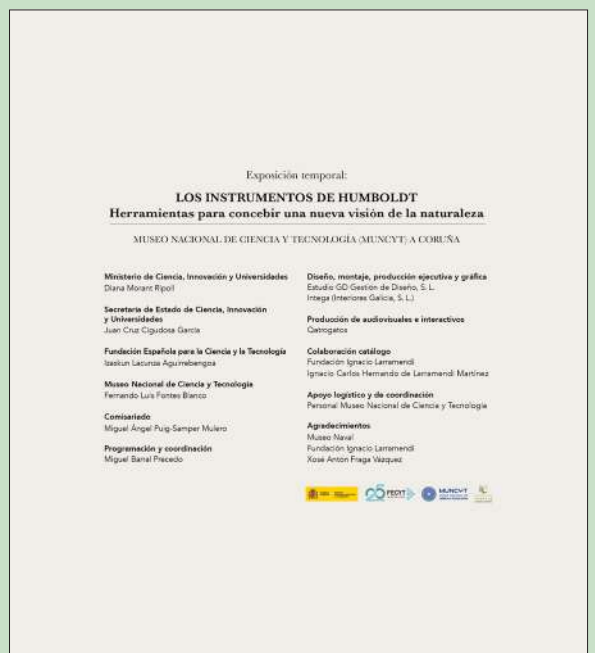 Exposición temporal:
LOS INSTRUMENTOS DE HUMBOLDT
Herramientas para concebir una nueva visión de la naturaleza
MUSEO NACIONAL DE CIENCIA Y TECNOLOGÍA (MUNCYT) A CORUÑA
Ministerio de Ciencia, Innovación y Universidades
Diana Morant Ripoll
Secretaría de Estado de Ciencia, Innovación
y Universidades
Juan Cruz Cigudosa García
Fundación Española para la Ciencia y la Tecnología
Izaskun Lacunza Aguirrebengoa
Museo Nacional de Ciencia y Tecnología
Fernando Luis Fontes Blanco
Comisariado
Miguel Ángel Puig-Samper Mulero
Programación y coordinación
Miguel Barral Precedo
Diseño, montaje, producción ejecutiva y gráfica
Estudio GD Gestión de Diseño, S. L.
Intega (Interiores Galicia, S. L.)
Producción de audiovisuales e interactivos
Qatrogatos
Colaboración catálogo
Fundación Ignacio Larramendi
Ignacio Carlos Hernando de Larramendi Martínez
Apoyo logístico y de coordinación
Personal Museo Nacional de Ciencia y Tecnología
Agradecimientos
Museo Naval
Fundación Ignacio Larramendi
Xosé Antón Fraga Vázquez
25 FECYT
MUNCYT